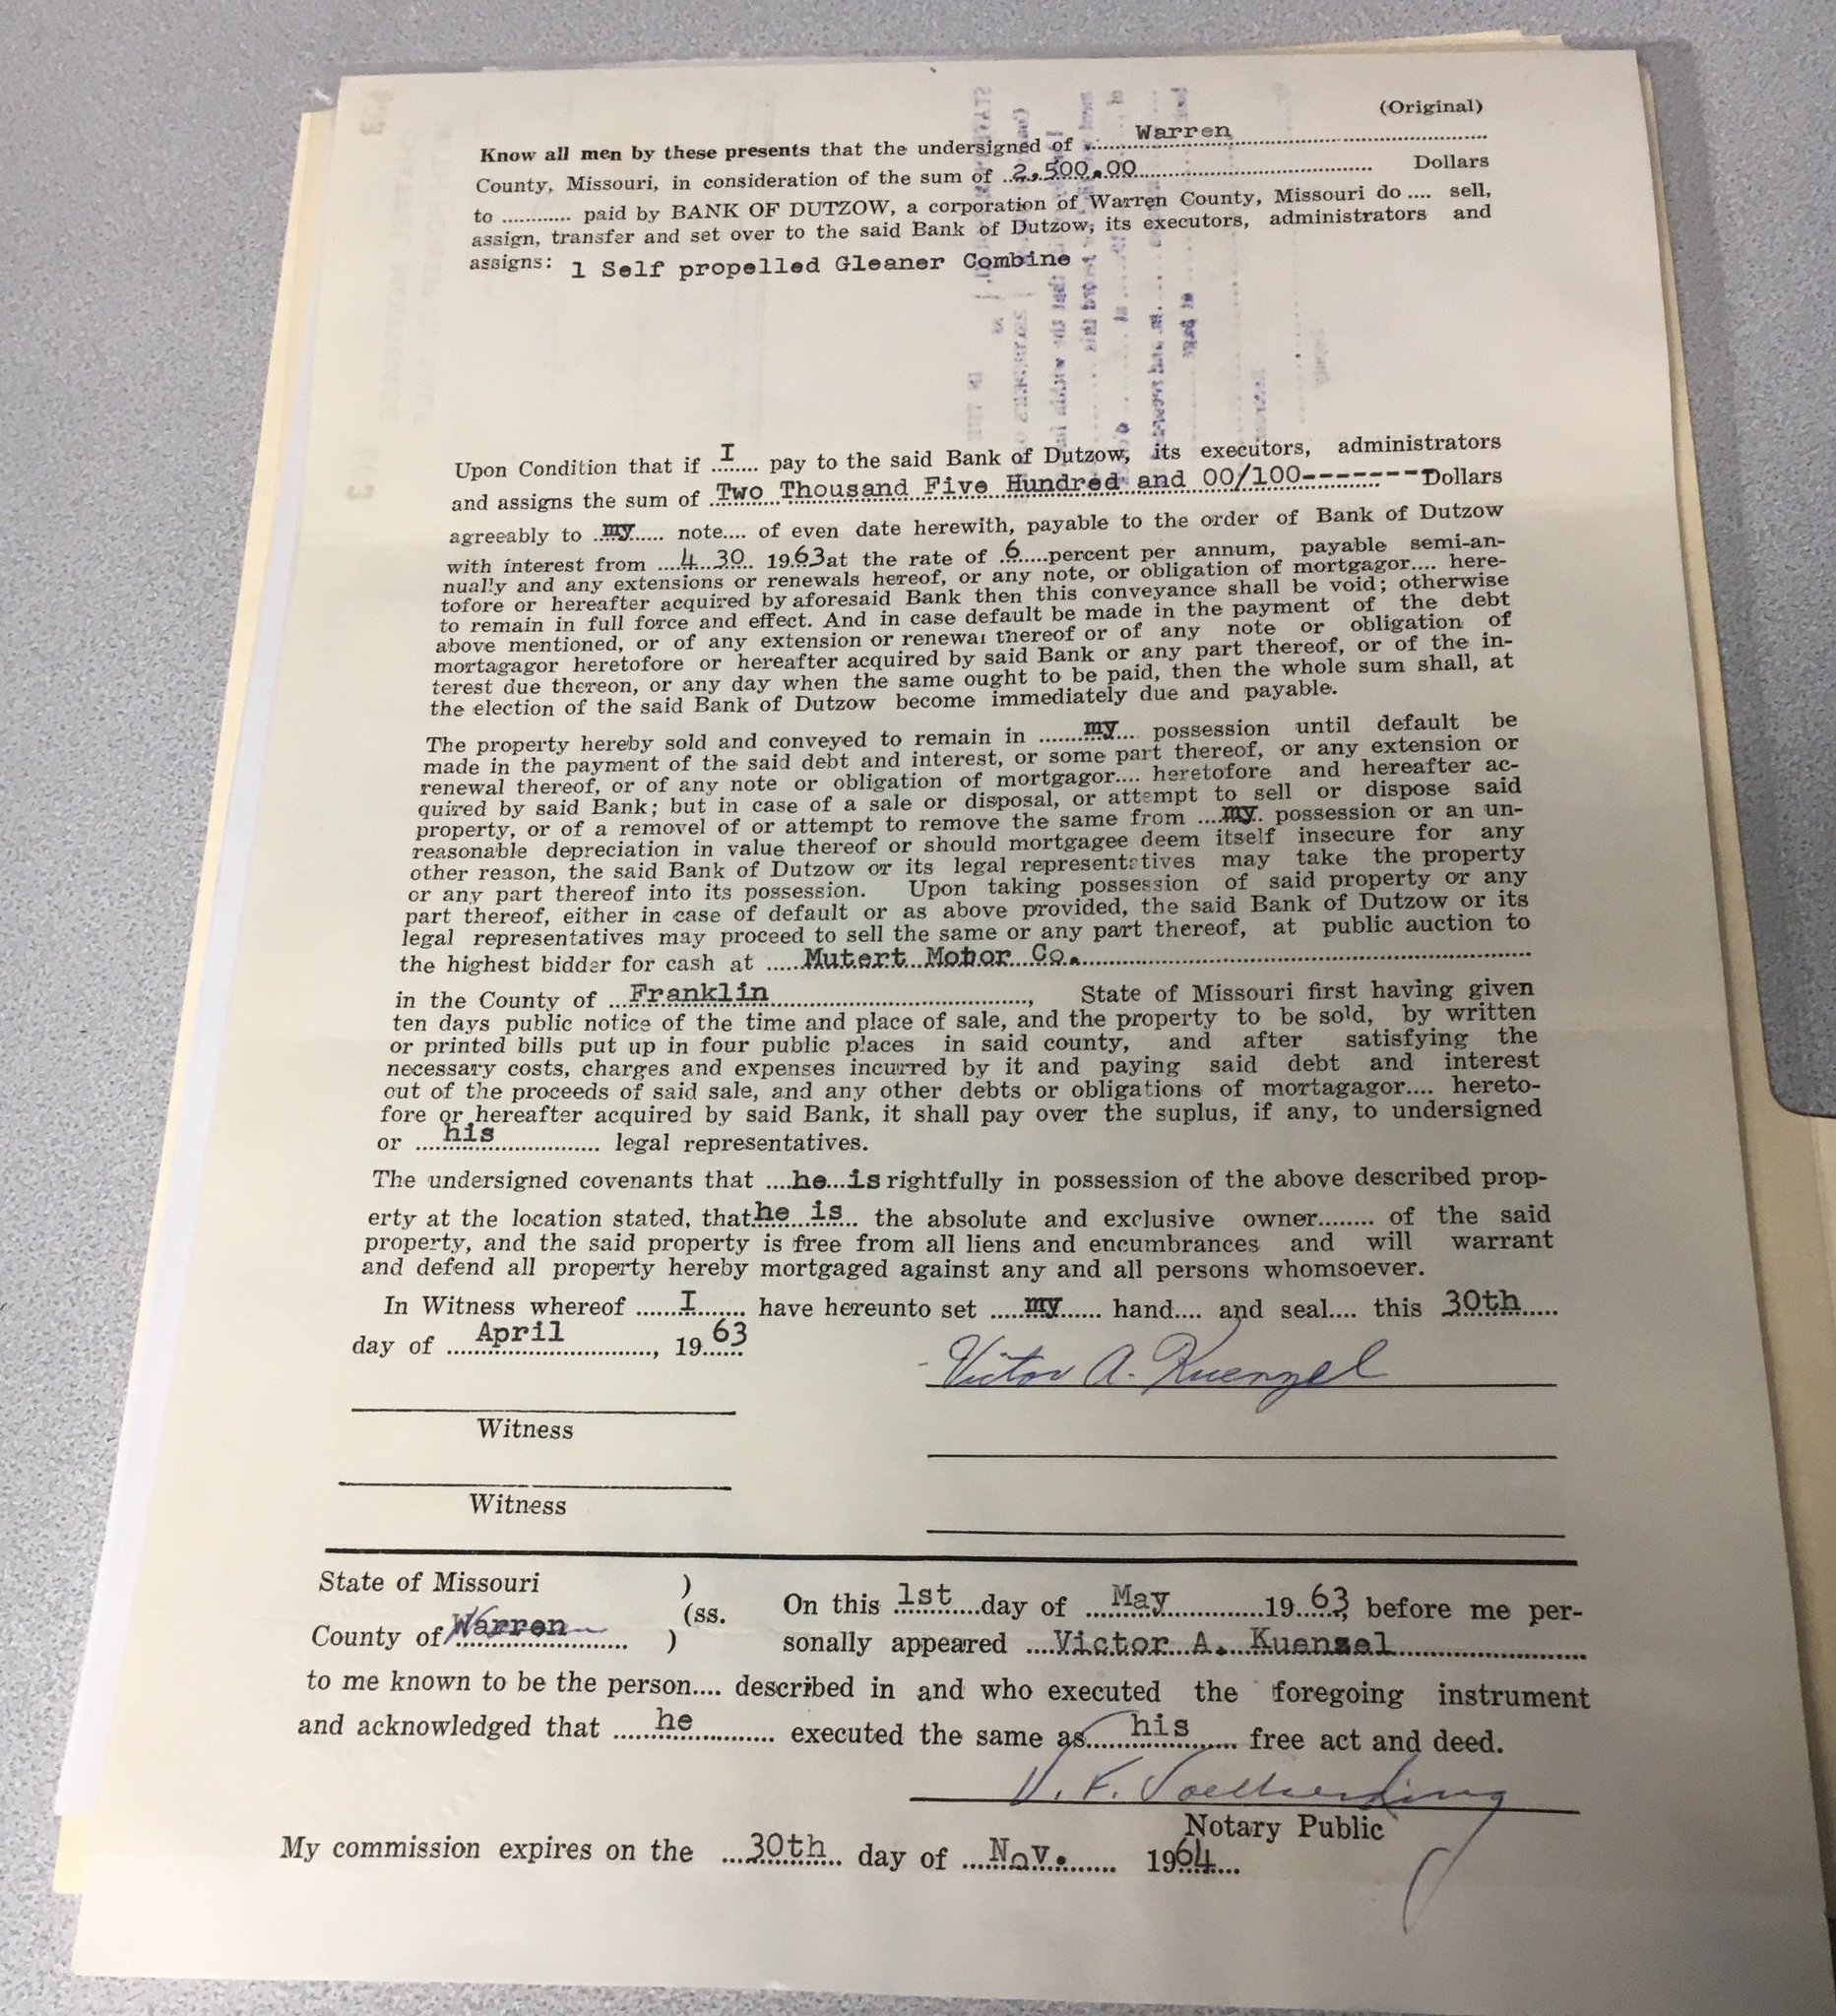 (Original)
Know all men by these presents that the undersigned of ........Warren........
County, Missouri, in consideration of the sum of ..2,500.00........ Dollars
to ............ paid by BANK OF DUTZOW, a corporation of Warren County, Missouri do .... sell,
assign, transfer and set over to the said Bank of Dutzow, its executors, administrators and
assigns: 1 Self propelled Gleaner Combine
Upon Condition that if ..I..... pay to the said Bank of Dutzow, its executors, administrators
and assigns the sum of Two Thousand Five Hundred and 00/100-------Dollars
agreeably to ..my..... note.... of even date herewith, payable to the order of Bank of Dutzow
with interest from ....4..30.. 1963 at the rate of .6.....percent per annum, payable semi-an-
nually and any extensions or renewals hereof, or any note, or obligation of mortgagor.... here-
tofore or hereafter acquired by aforesaid Bank then this conveyance shall be void; otherwise
to remain in full force and effect. And in case default be made in the payment of the debt
above mentioned, or of any extension or renewal thereof or of any note or obligation of
mortagagor heretofore or hereafter acquired by said Bank or any part thereof, or of the in-
terest due thereon, or any day when the same ought to be paid, then the whole sum shall, at
the election of the said Bank of Dutzow become immediately due and payable.
The property hereby sold and conveyed to remain in ........my.... possession until default be
made in the payment of the said debt and interest, or some part thereof, or any extension or
renewal thereof, or of any note or obligation of mortgagor.... heretofore and hereafter ac-
quired by said Bank; but in case of a sale or disposal, or attempt to sell or dispose said
property, or of a removel of or attempt to remove the same from ....my. possession or an un-
reasonable depreciation in value thereof or should mortgagee deem itself insecure for any
other reason, the said Bank of Dutzow or its legal representatives may take the property
or any part thereof into its possession. Upon taking possession of said property or any
part thereof, either in case of default or as above provided, the said Bank of Dutzow or its
legal representatives may proceed to sell the same or any part thereof, at public auction to
the highest bidder for cash at .....Mutert Motor Co.........
in the County of ...Franklin........, State of Missouri first having given
ten days public notice of the time and place of sale, and the property to be sold, by written
or printed bills put up in four public places in said county, and after satisfying the
necessary costs, charges and expenses incurred by it and paying said debt and interest
out of the proceeds of said sale, and any other debts or obligations of mortagagor.... hereto-
fore or hereafter acquired by said Bank, it shall pay over the suplus, if any, to undersigned
or ....his............ legal representatives.
The undersigned covenants that ....he...is rightfully in possession of the above described prop-
erty at the location stated, that he is.. the absolute and exclusive owner........ of the said
property, and the said property is free from all liens and encumbrances and will warrant
and defend all property hereby mortgaged against any and all persons whomsoever.
In Witness whereof ......I....... have hereunto set .....my...... hand.... and seal.... this 30th.....
day of ....April............, 19..63..
Victor A. Kuenzel
Witness
Witness
State of Missouri )
(ss.
County of Warren )
On this 1st....day of ....May............19..63, before me per-
sonally appeared ....Victor A. Kuenzel........
to me known to be the person.... described in and who executed the foregoing instrument
and acknowledged that .....he........... executed the same as.....his...... free act and deed.
Notary Public
My commission expires on the ...30th.. day of ....Nov....... 1964....